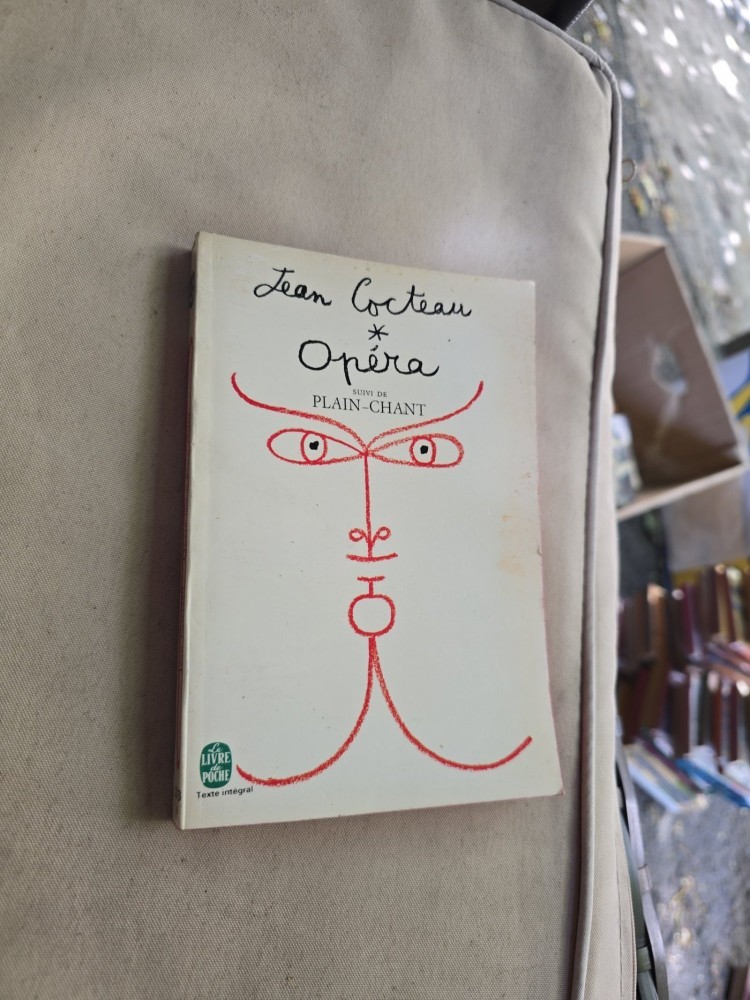 Jean Cocteau
*
Opéra
SUIVI DE
PLAIN-CHANT
Le
LIVRE
de
POCHE
Texte intégral